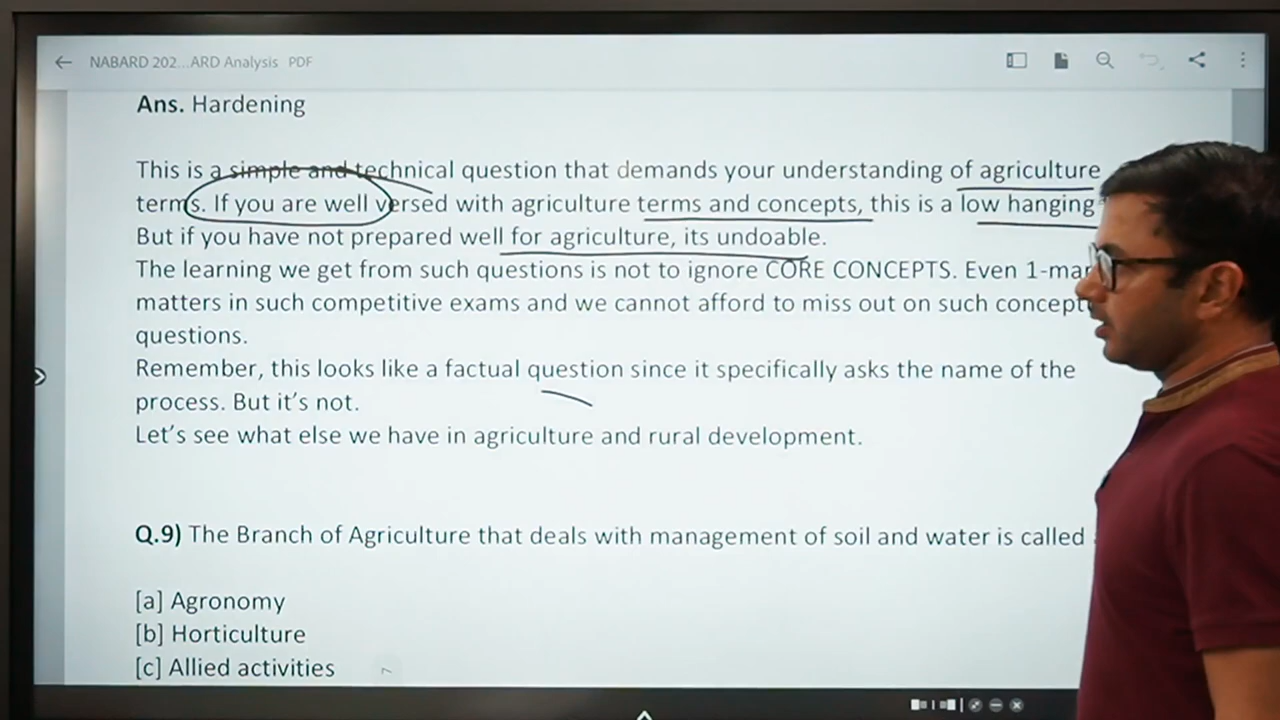 NABARD 202...ARD Analysis PDF
Ans. Hardening
This is a simple and technical question that demands your understanding of agriculture
terms. If you are well versed with agriculture terms and concepts, this is a low hanging
But if you have not prepared well for agriculture, its undoable.
The learning we get from such questions is not to ignore CORE CONCEPTS. Even 1-mar
matters in such competitive exams and we cannot afford to miss out on such concept
questions.
Remember, this looks like a factual question since it specifically asks the name of the
process. But it's not.
Let's see what else we have in agriculture and rural development.
Q.9) The Branch of Agriculture that deals with management of soil and water is called
[a] Agronomy
[b] Horticulture
[c] Allied activities